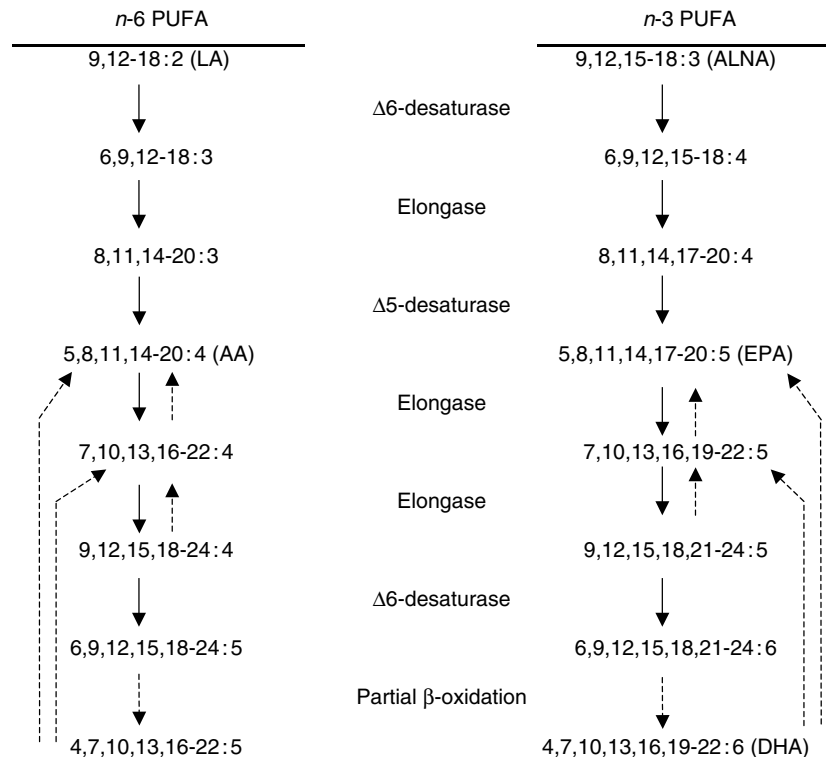 n-6 PUFA n-3 PUFA
9,12-18:2 (LA) 9,12,15-18:3 (ALNA)
Δ6-desaturase
6,9,12-18:3 6,9,12,15-18:4
Elongase
8,11,14-20:3 8,11,14,17-20:4
Δ5-desaturase
5,8,11,14-20:4 (AA) 5,8,11,14,17-20:5 (EPA)
Elongase
7,10,13,16-22:4 7,10,13,16,19-22:5
Elongase
9,12,15,18-24:4 9,12,15,18,21-24:5
Δ6-desaturase
6,9,12,15,18-24:5 6,9,12,15,18,21-24:6
Partial β-oxidation
4,7,10,13,16-22:5 4,7,10,13,16,19-22:6 (DHA)